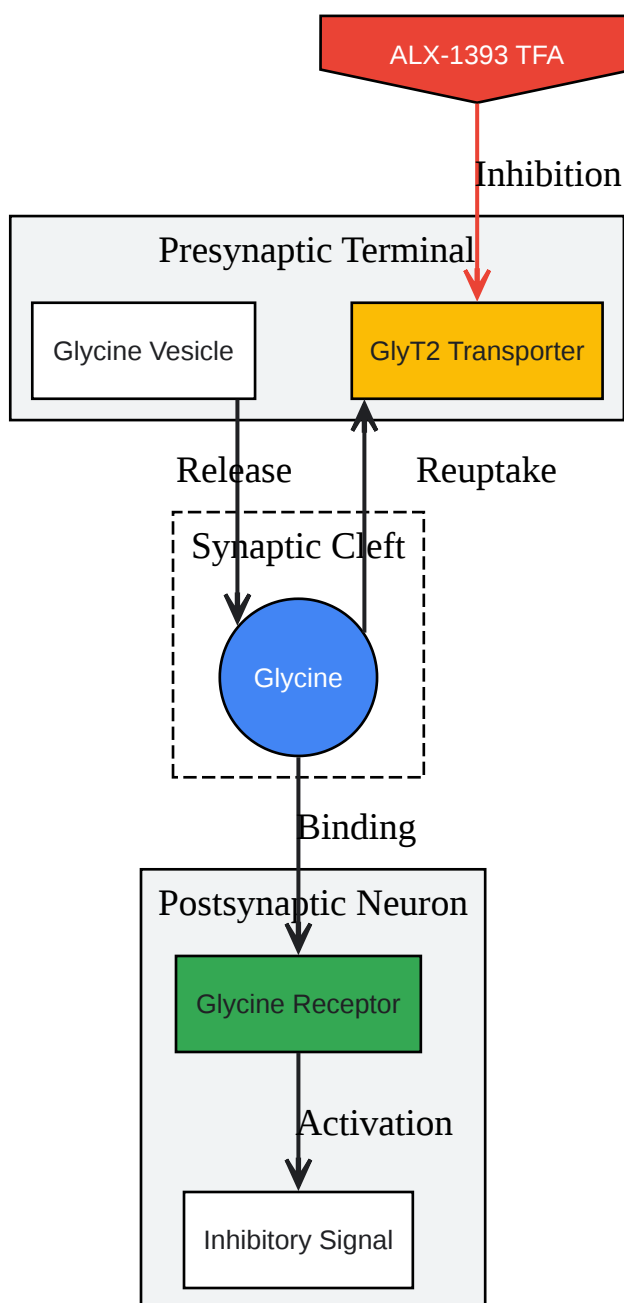 ALX-1393 TFA
Inhibition
Presynaptic Terminal
Glycine Vesicle
GlyT2 Transporter
Release
Reuptake
Synaptic Cleft
Glycine
Binding
Postsynaptic Neuron
Glycine Receptor
Activation
Inhibitory Signal